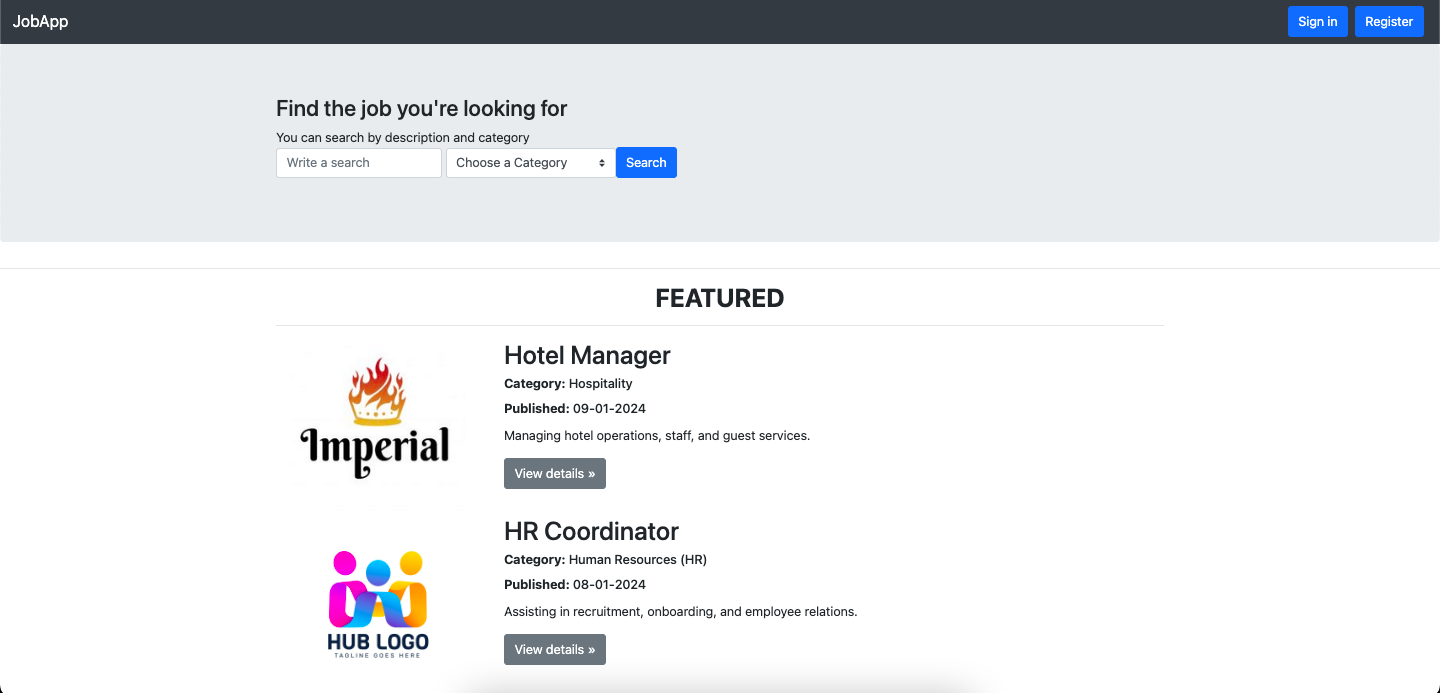 JobApp
Sign in
Register
Find the job you're looking for
You can search by description and category
Write a search
Choose a Category
Search
FEATURED
Imperial
Hotel Manager
Category: Hospitality
Published: 09-01-2024
Managing hotel operations, staff, and guest services.
View details »
HUB LOGO
TAGLINE GOES HERE
HR Coordinator
Category: Human Resources (HR)
Published: 08-01-2024
Assisting in recruitment, onboarding, and employee relations.
View details »